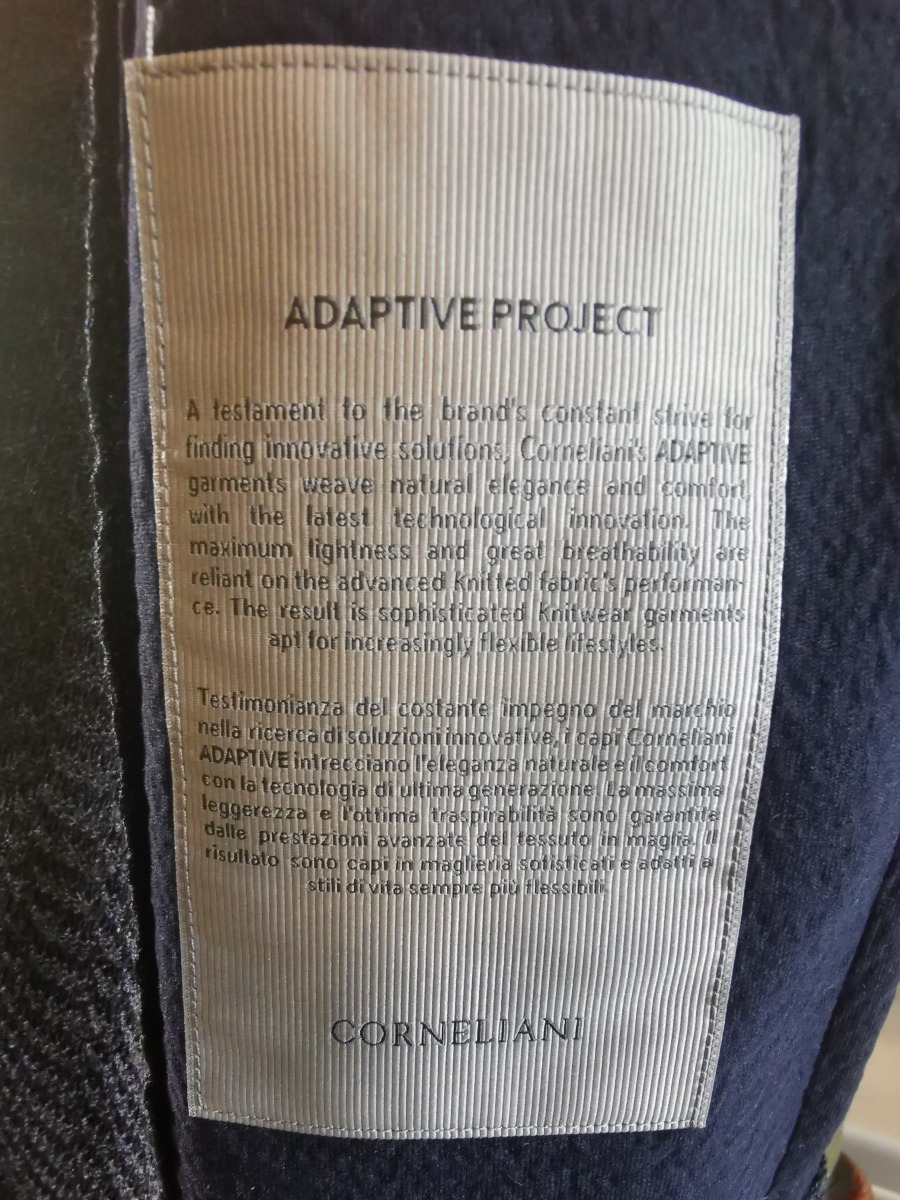 ADAPTIVE PROJECT
A testament to the brand's constant strive for
finding innovative solutions, Corneliani's ADAPTIVE
garments weave natural elegance and comfort,
with the latest technological innovation. The
maximum lightness and great breathability are
reliant on the advanced Knitted fabric's performan-
ce. The result is sophisticated Knitwear garments
apt for increasingly flexible lifestyles.
Testimonianza del costante impegno del marchio
nella ricerca di soluzioni innovative, i capi Corneliani
ADAPTIVE intrecciano l'eleganza naturale e il comfort
con la tecnologia di ultima generazione. La massima
leggerezza e l'ottima traspirabilità sono garantite
dalle prestazioni avanzate del tessuto in maglia. Il
risultato sono capi in maglieria sofisticati e adatti a
stili di vita sempre più flessibili.
CORNELIANI